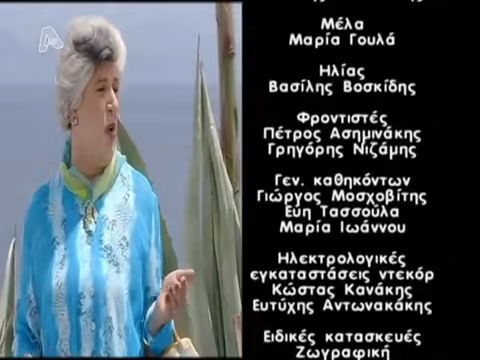 Μέλα
Μαρία Γουλά
Ηλίας
Βασίλης Βοσκίδης
Φροντιστές
Πέτρος Ασημινάκης
Γρηγόρης Νιζάμης
Γεν. καθηκόντων
Γιώργος Μοσχοβίτης
Εύη Τασσούλα
Μαρία Ιωάννου
Ηλεκτρολογικές
εγκαταστάσεις ντεκόρ
Κώστας Κανάκης
Ευτύχης Αντωνακάκης
Ειδικές κατασκευές
Ζωγραφική